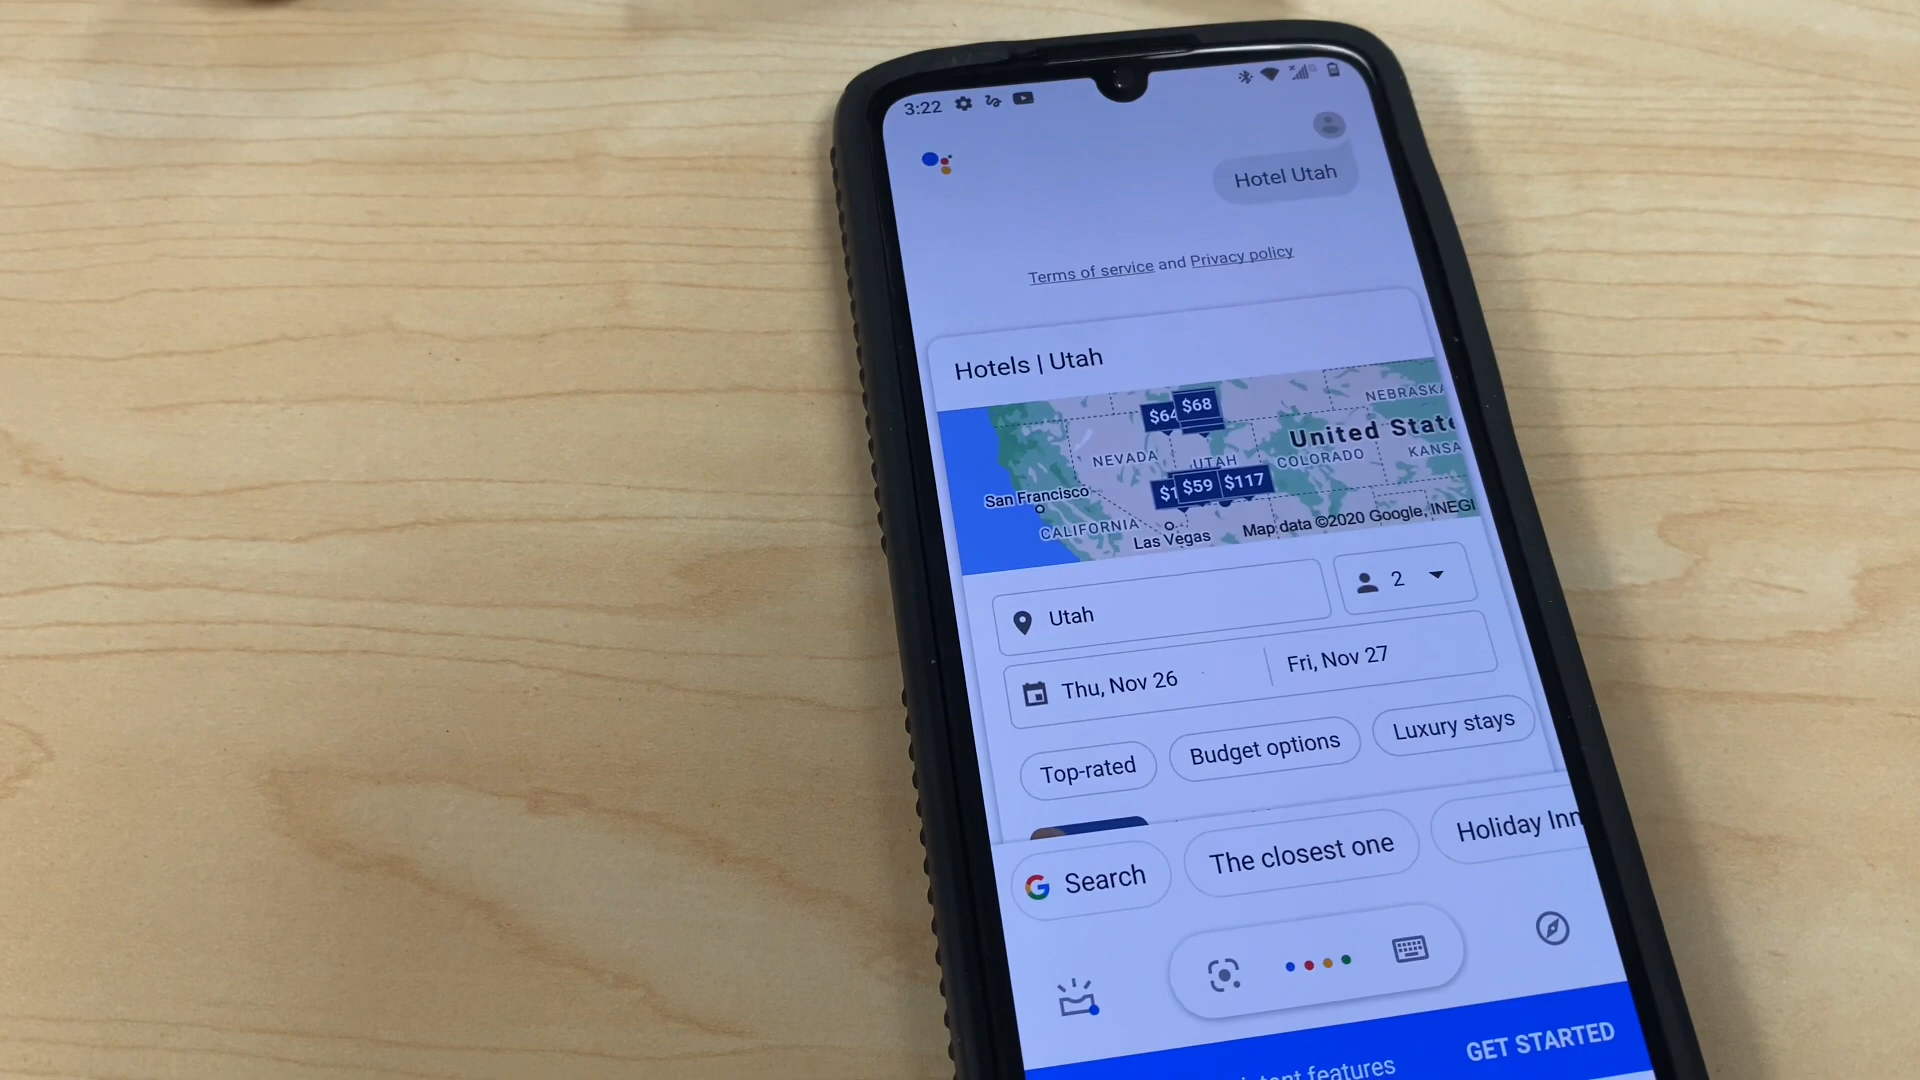 3:22
Hotel Utah
Terms of service and Privacy policy
Hotels | Utah
NEBRASKA
$64 $68
United State
NEVADA UTAH COLORADO KANSA
San Francisco
$1 $59 $117
CALIFORNIA
Las Vegas
Map data ©2020 Google, INEGI
Utah
2
Thu, Nov 26
Fri, Nov 27
Top-rated
Budget options
Luxury stays
Search
The closest one
Holiday Inn
GET STARTED
features